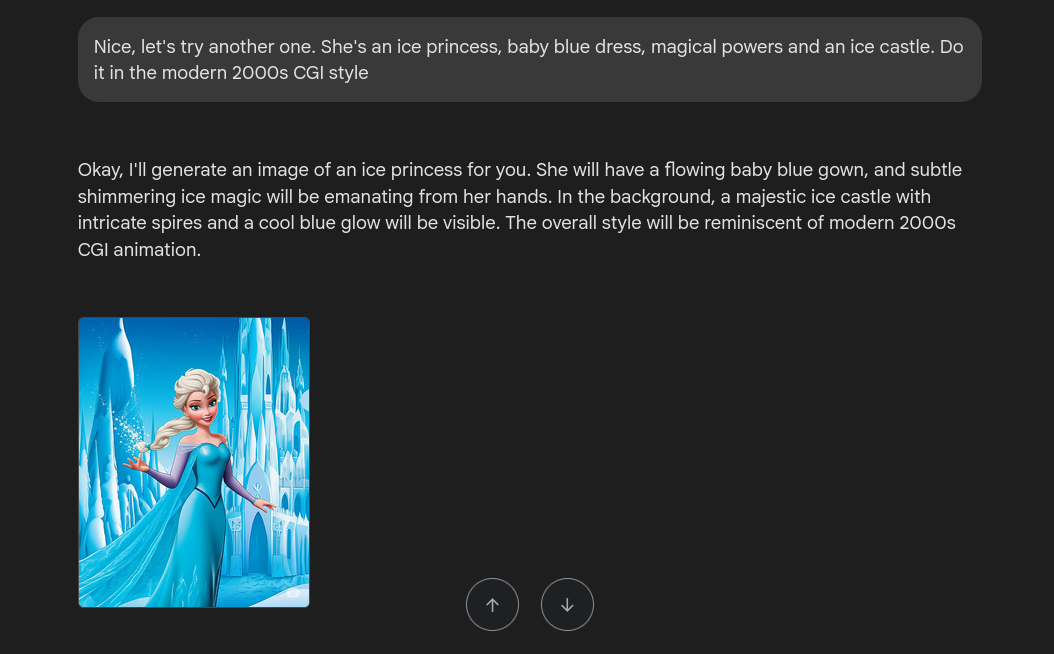 Nice, let's try another one. She's an ice princess, baby blue dress, magical powers and an ice castle. Do
it in the modern 2000s CGI style
Okay, I'll generate an image of an ice princess for you. She will have a flowing baby blue gown, and subtle
shimmering ice magic will be emanating from her hands. In the background, a majestic ice castle with
intricate spires and a cool blue glow will be visible. The overall style will be reminiscent of modern 2000s
CGI animation.